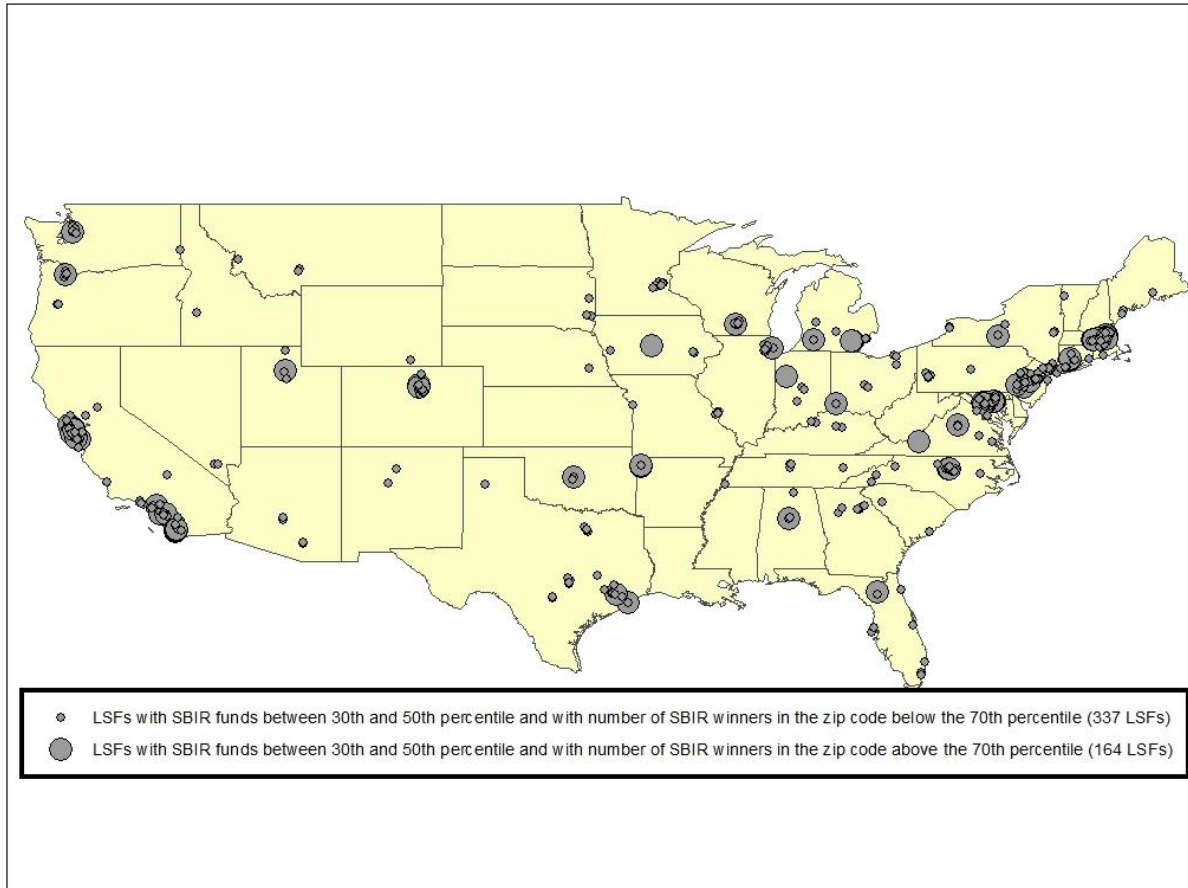 LSFs with SBIR funds between 30th and 50th percentile and with number of SBIR winners in the zip code below the 70th percentile (337 LSFs)
LSFs with SBIR funds between 30th and 50th percentile and with number of SBIR winners in the zip code above the 70th percentile (164 LSFs)